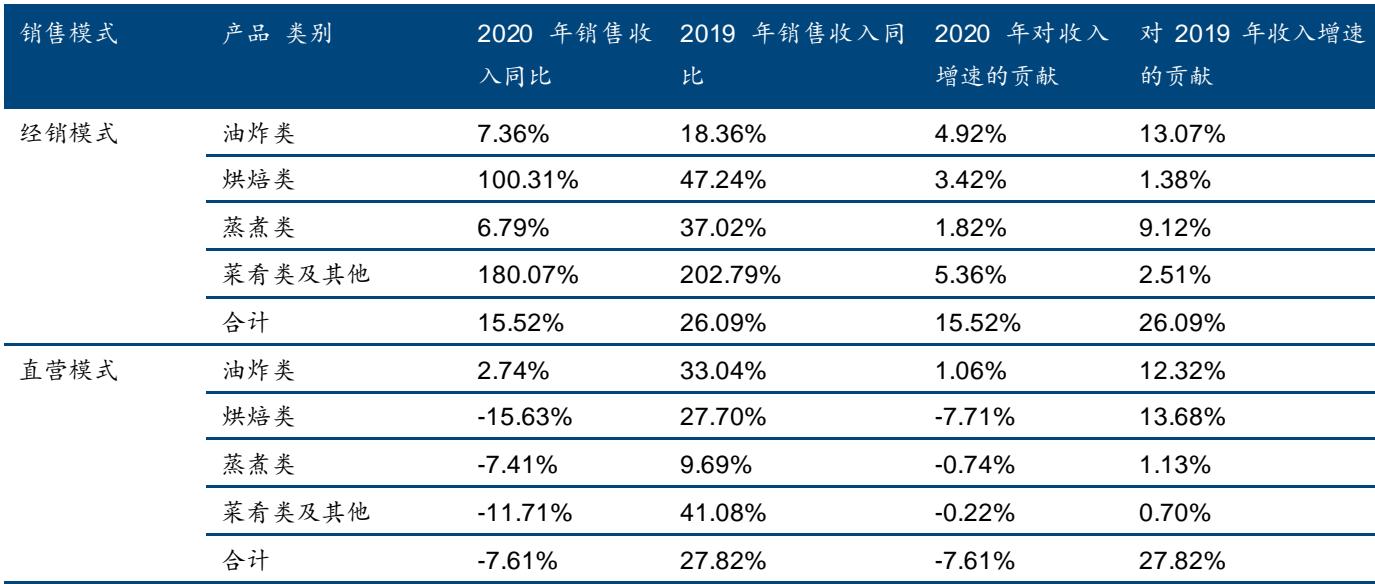 销售模式 产品 类别 2020 年销售收入同比 2019 年销售收入同比 2020 年对收入增速的贡献 对 2019 年收入增速的贡献
经销模式 油炸类 7.36% 18.36% 4.92% 13.07%
烘焙类 100.31% 47.24% 3.42% 1.38%
蒸煮类 6.79% 37.02% 1.82% 9.12%
菜肴类及其他 180.07% 202.79% 5.36% 2.51%
合计 15.52% 26.09% 15.52% 26.09%
直营模式 油炸类 2.74% 33.04% 1.06% 12.32%
烘焙类 -15.63% 27.70% -7.71% 13.68%
蒸煮类 -7.41% 9.69% -0.74% 1.13%
菜肴类及其他 -11.71% 41.08% -0.22% 0.70%
合计 -7.61% 27.82% -7.61% 27.82%